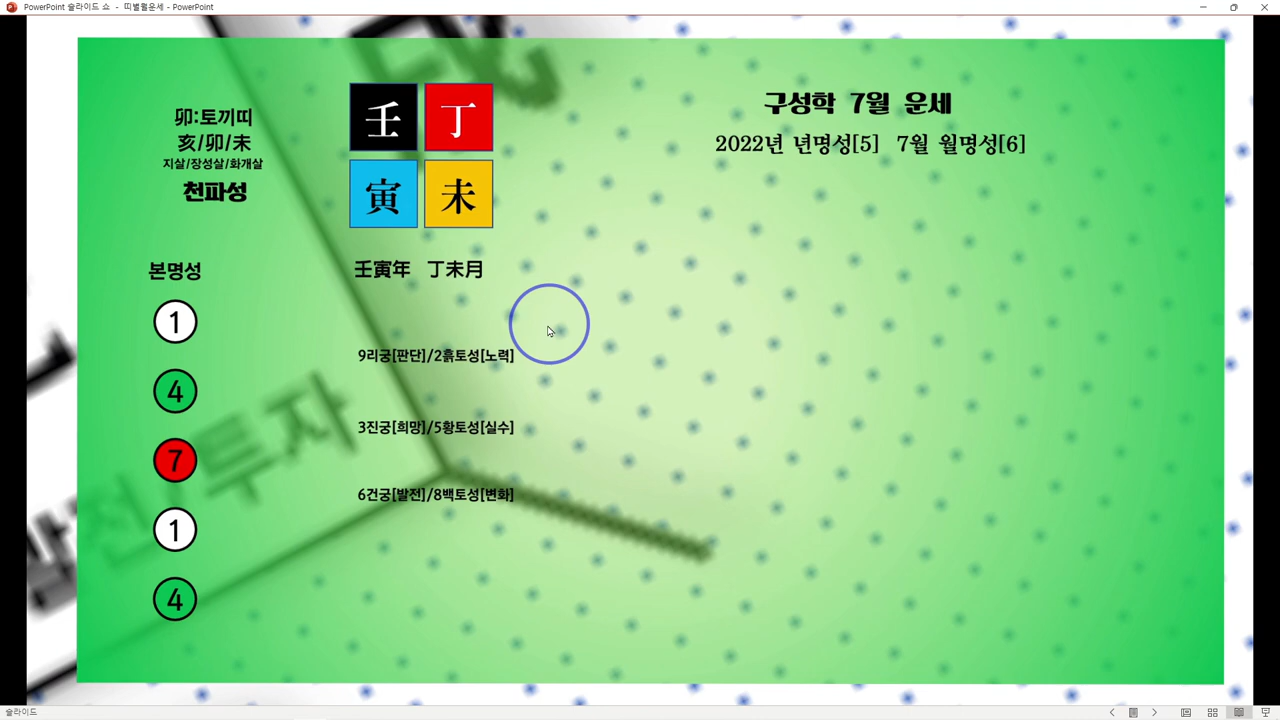 PowerPoint 슬라이드 쇼 - 띠별월운세 - PowerPoint
卯:토끼띠
亥/卯/未
지살/장성살/화개살
천파성
壬 丁
寅 未
壬寅年 丁未月
구성학 7월 운세
2022년 년명성[5] 7월 월명성[6]
본명성
1
9리궁[판단]/2흙토성[노력]
4
3진궁[희망]/5황토성[실수]
7
6건궁[발전]/8백토성[변화]
1
4
투자
슬라이드